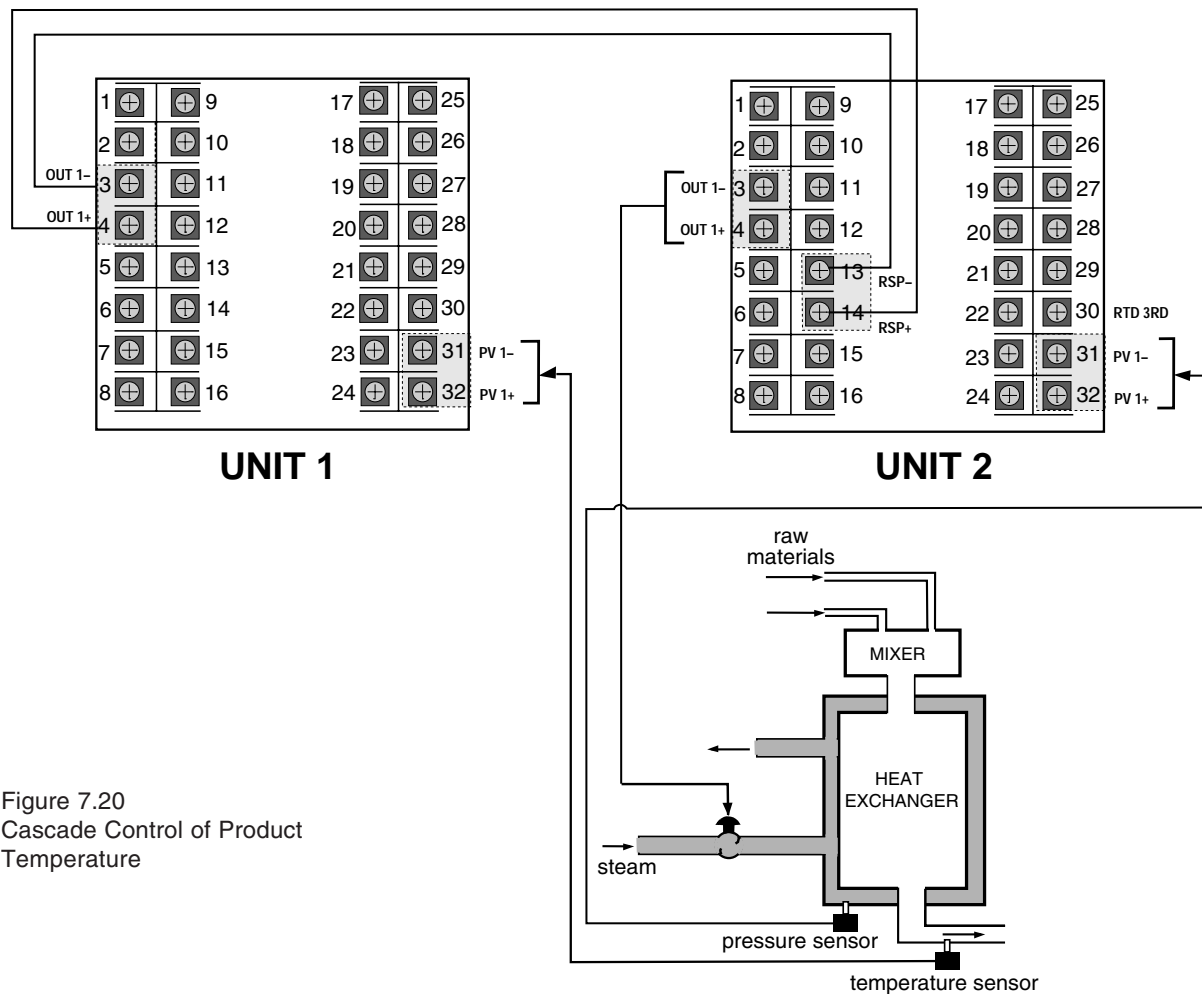 1 9 17 25
2 10 18 26
OUT 1– 3 11 19 27
OUT 1+ 4 12 20 28
5 13 21 29
6 14 22 30
7 15 23 31 PV 1–
8 16 24 32 PV 1+
UNIT 1
1 9 17 25
2 10 18 26
OUT 1– 3 11 19 27
OUT 1+ 4 12 20 28
5 13 RSP– 21 29
6 14 RSP+ 22 30 RTD 3RD
7 15 23 31 PV 1–
8 16 24 32 PV 1+
UNIT 2
raw
materials
MIXER
HEAT
EXCHANGER
steam
pressure sensor
temperature sensor
Figure 7.20
Cascade Control of Product
Temperature